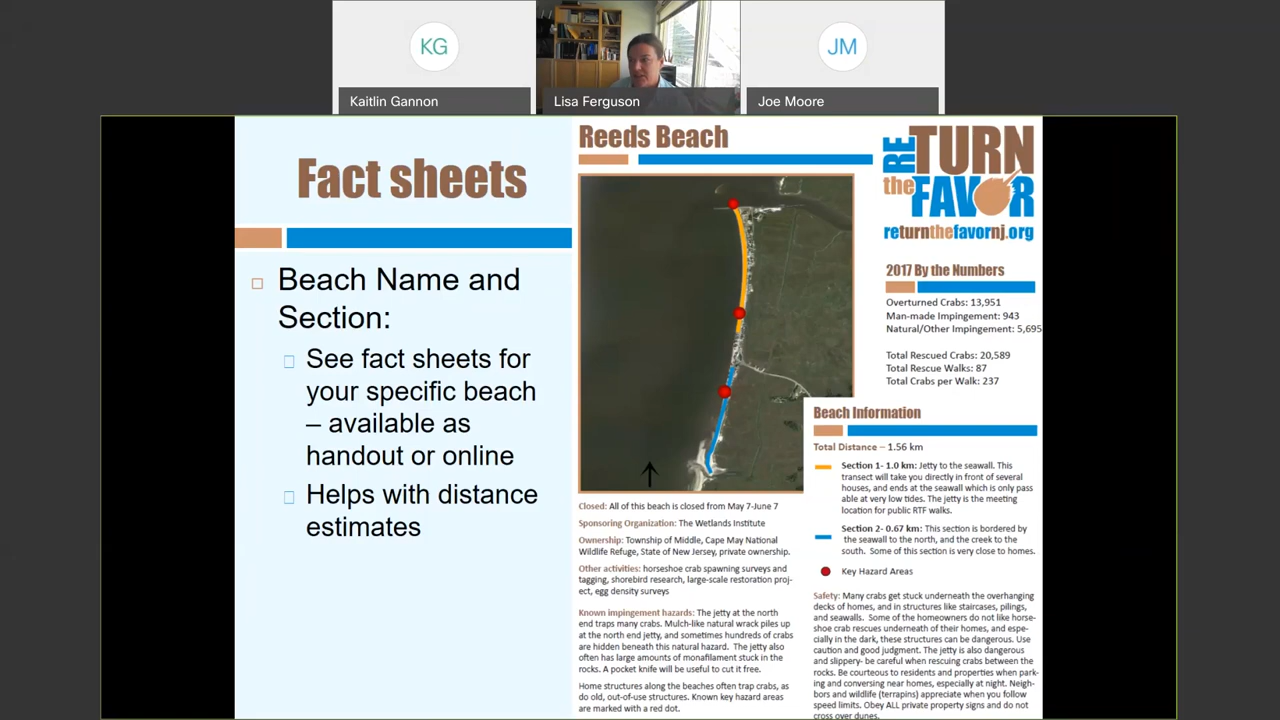 KG
JM
Kaitlin Gannon
Lisa Ferguson
Joe Moore
Fact sheets
Beach Name and
Section:
See fact sheets for
your specific beach
– available as
handout or online
Helps with distance
estimates
Reeds Beach
RETURN
the FAVOR
returnthefavornj.org
2017 By the Numbers
Overturned Crabs: 13,951
Man-made Impingement: 943
Natural/Other Impingement: 5,695
Total Rescued Crabs: 20,589
Total Rescue Walks: 87
Total Crabs per Walk: 237
Beach Information
Total Distance – 1.56 km
Section 1- 1.0 km: Jetty to the seawall. This
transect will take you directly in front of several
houses, and ends at the seawall which is only pass
able at very low tides. The jetty is the meeting
location for public RTF walks.
Section 2- 0.67 km: This section is bordered by
the seawall to the north, and the creek to the
south. Some of this section is very close to homes.
Key Hazard Areas
Closed: All of this beach is closed from May 7-June 7
Sponsoring Organization: The Wetlands Institute
Ownership: Township of Middle, Cape May National
Wildlife Refuge, State of New Jersey, private ownership.
Other activities: horseshoe crab spawning surveys and
tagging, shorebird research, large-scale restoration proj-
ect, egg density surveys
Known impingement hazards: The jetty at the north
end traps many crabs. Mulch-like natural wrack piles up
at the north end jetty, and sometimes hundreds of crabs
are hidden beneath this natural hazard. The jetty also
often has large amounts of monofilament stuck in the
rocks. A pocket knife will be useful to cut it free.
Home structures along the beaches often trap crabs, as
do old, out-of-use structures. Known key hazard areas
are marked with a red dot.
Safety: Many crabs get stuck underneath the overhanging
decks of homes, and in structures like staircases, pilings,
and seawalls. Some of the homeowners do not like horse-
shoe crab rescues underneath of their homes, and espe-
cially in the dark, these structures can be dangerous. Use
caution and good judgment. The jetty is also dangerous
and slippery- be careful when rescuing crabs between the
rocks. Be courteous to residents and properties when park-
ing and conversing near homes, especially at night. Neigh-
bors and wildlife (terrapins) appreciate when you follow
speed limits. Obey ALL private property signs and do not
cross over dunes.